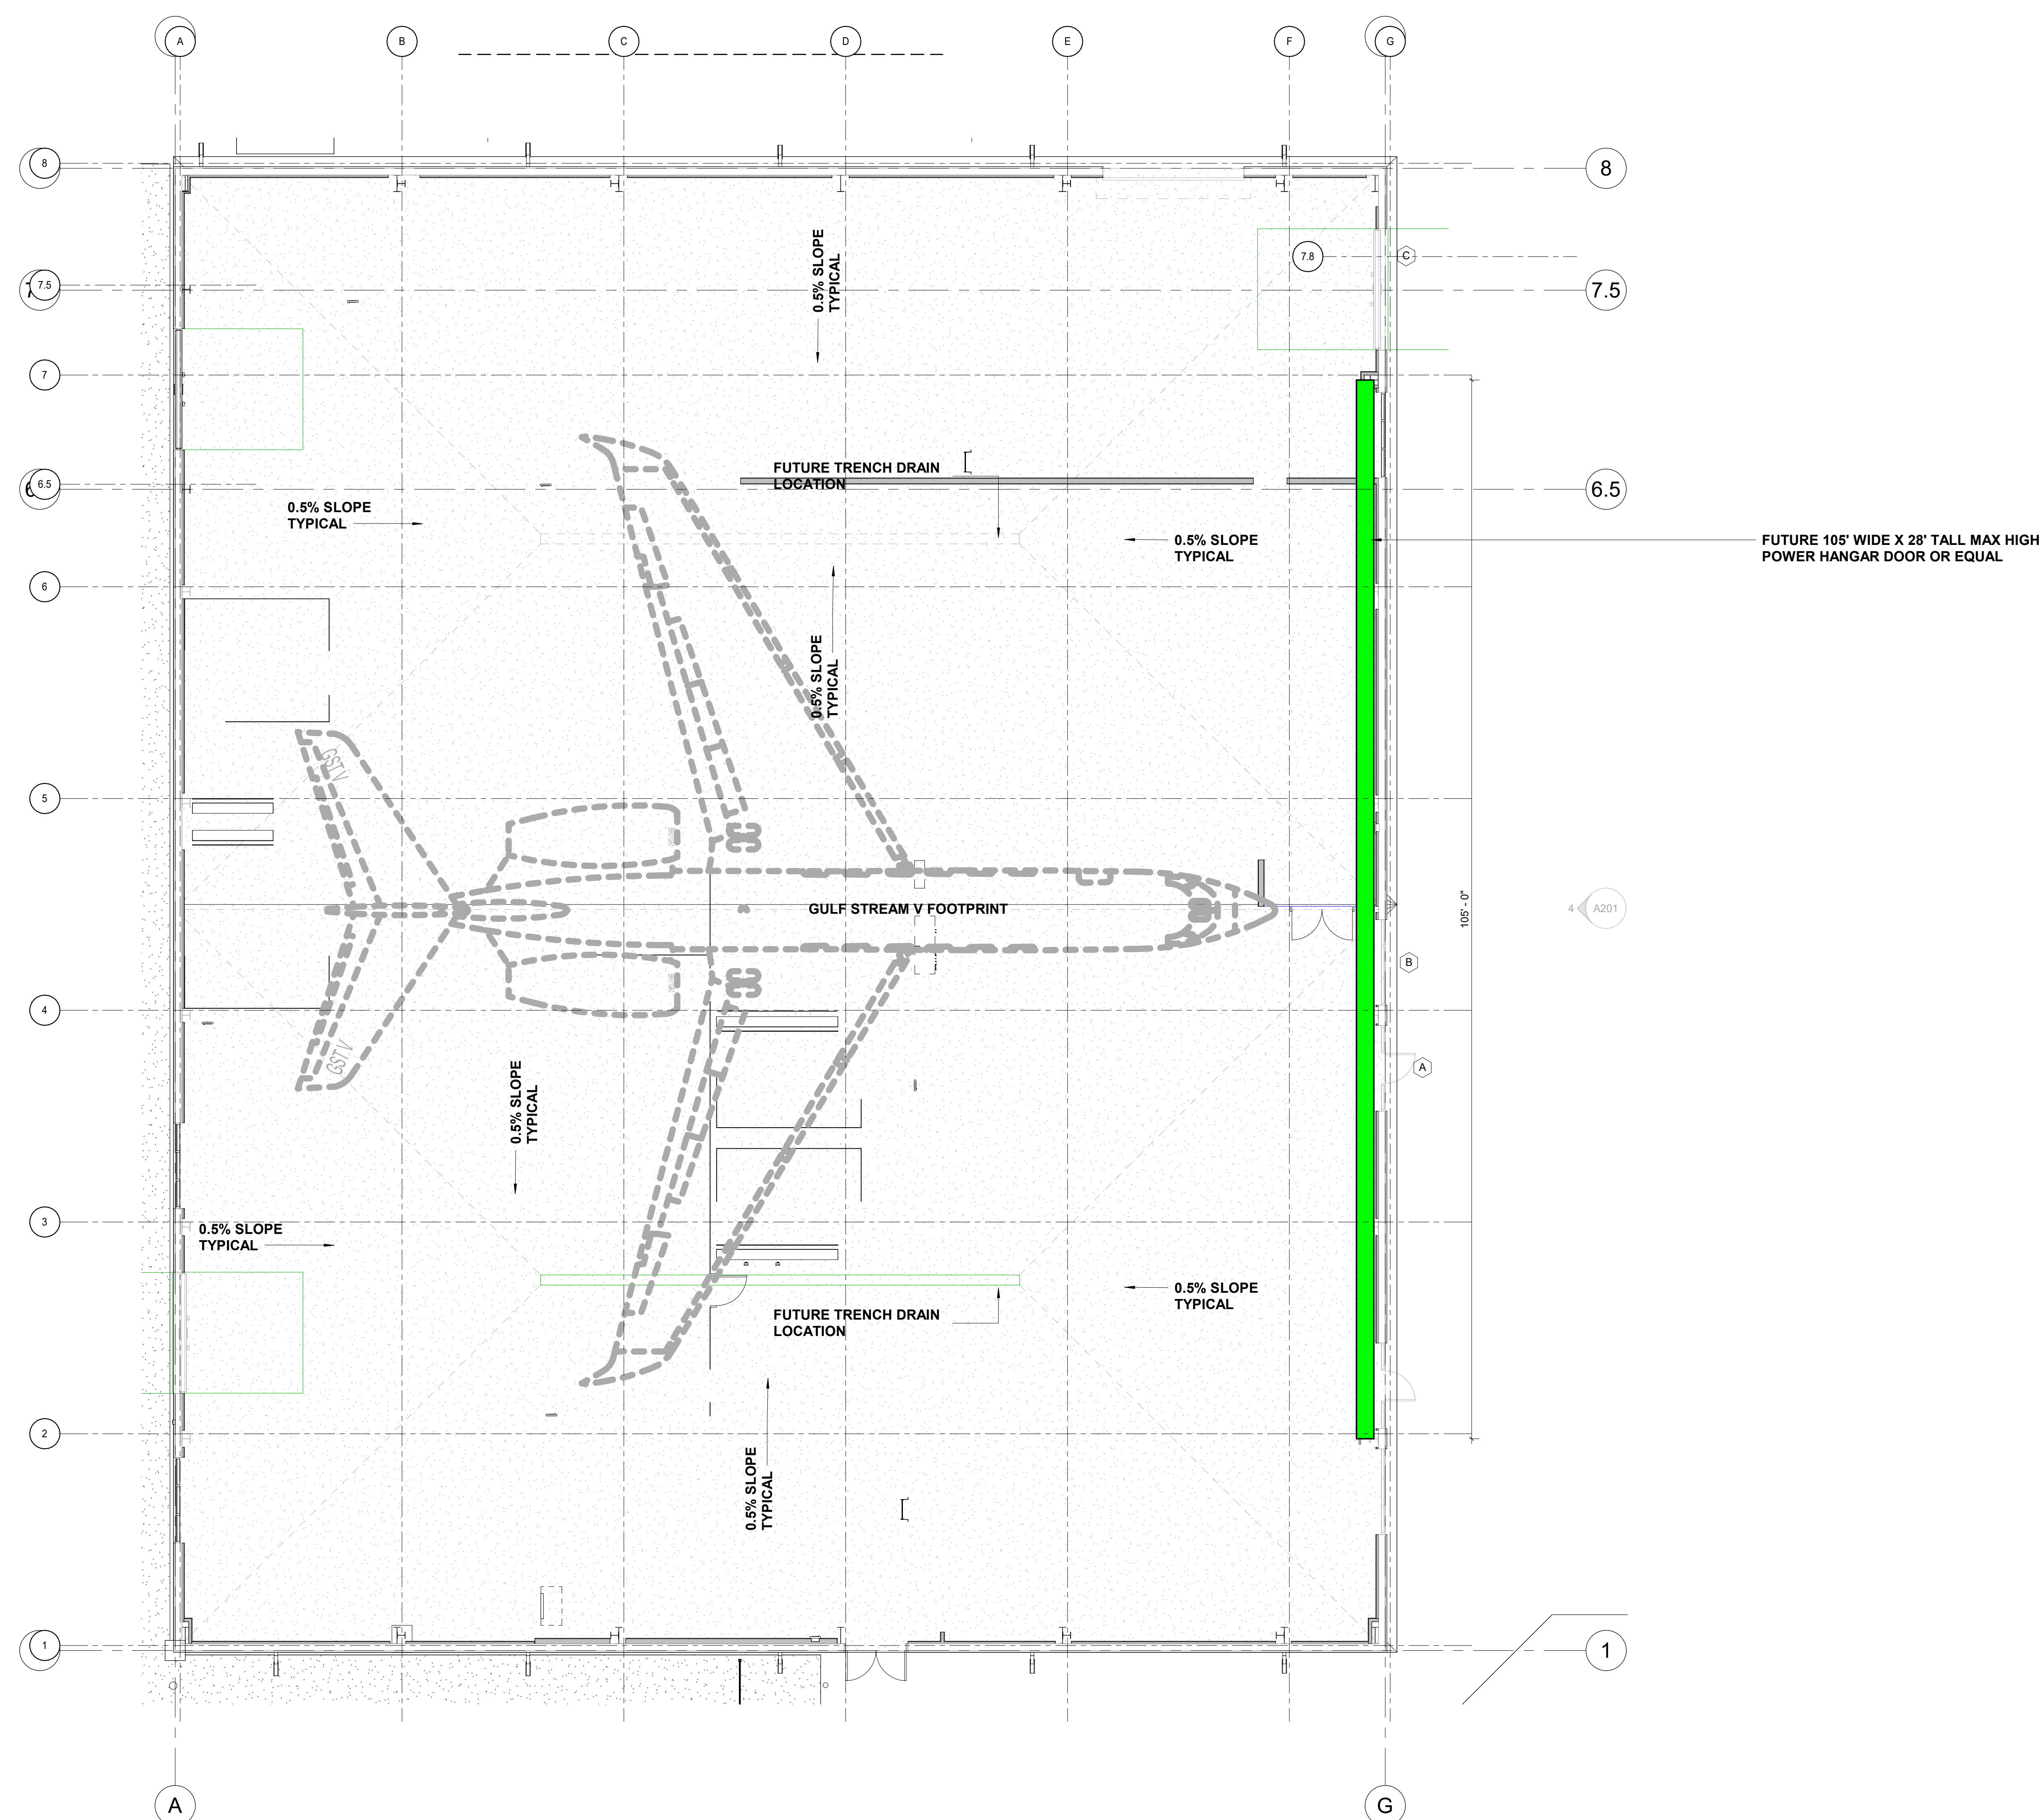 A
B
C
D
E
F
G
8
8
7.8
C
7.5
7.5
7
0.5% SLOPE
TYPICAL
6.5
6.5
FUTURE TRENCH DRAIN
LOCATION
0.5% SLOPE
TYPICAL
0.5% SLOPE
TYPICAL
FUTURE 105' WIDE X 28' TALL MAX HIGH
POWER HANGAR DOOR OR EQUAL
6
0.5% SLOPE
TYPICAL
GSTV
5
GULF STREAM V FOOTPRINT
105' - 0"
4
A201
B
4
GSTV
A
0.5% SLOPE
TYPICAL
3
0.5% SLOPE
TYPICAL
0.5% SLOPE
TYPICAL
FUTURE TRENCH DRAIN
LOCATION
2
0.5% SLOPE
TYPICAL
1
1
A
G